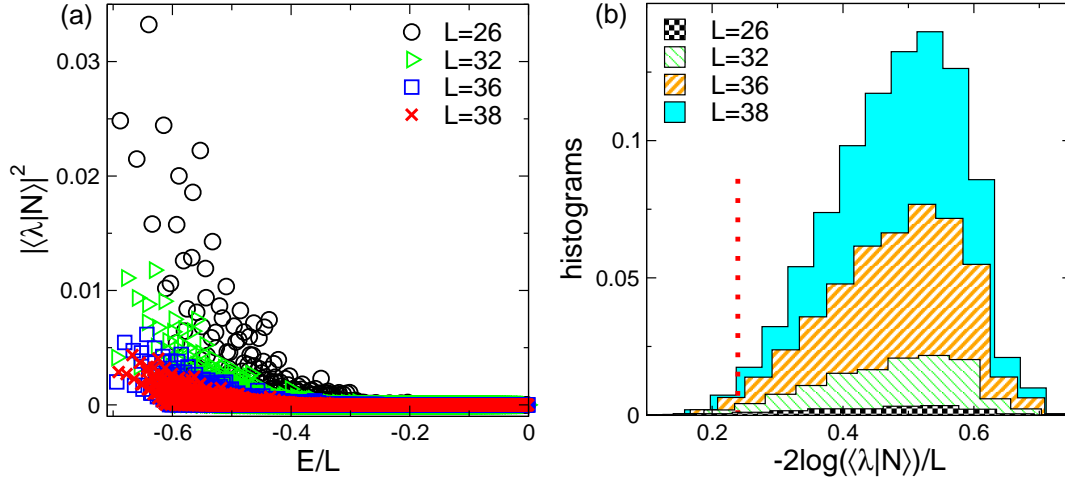 (a)
L=26
L=32
L=36
L=38
|⟨λ|N⟩|²
0.03
0.02
0.01
0
-0.6
-0.4
-0.2
0
E/L
(b)
L=26
L=32
L=36
L=38
histograms
0.1
0.05
0
0.2
0.4
0.6
-2log(⟨λ|N⟩)/L